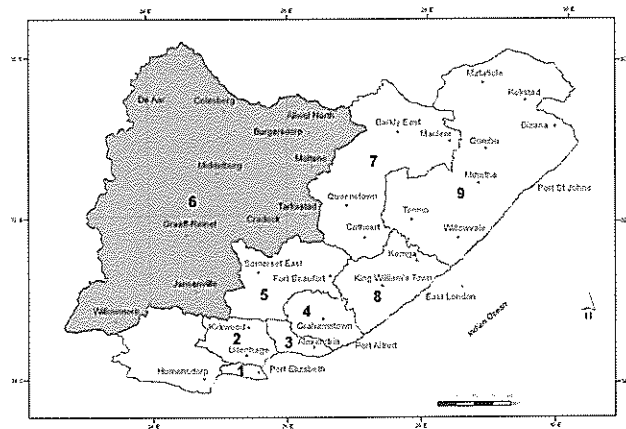 Matatiele
Kokstad
De Aar
Colesberg
Aliwal North
Bizana
Burgersdorp
Barkly East
Maclear
Qumbu
Molteno
7
Middelburg
Umtata
9
Port St Johns
6
Queenstown
Tarkastad
Graaff-Reinet
Cradock
Tsomo
Cathcart
Willowvale
Komga
Somerset East
Fort Beaufort
Jansenville
King William's Town
5
8
East London
4
Willowmore
Grahamstown
Indian Ocean
Kirkwood
2
3
Alexandria
Port Alfred
Uitenhage
Humansdorp
1
Port Elizabeth